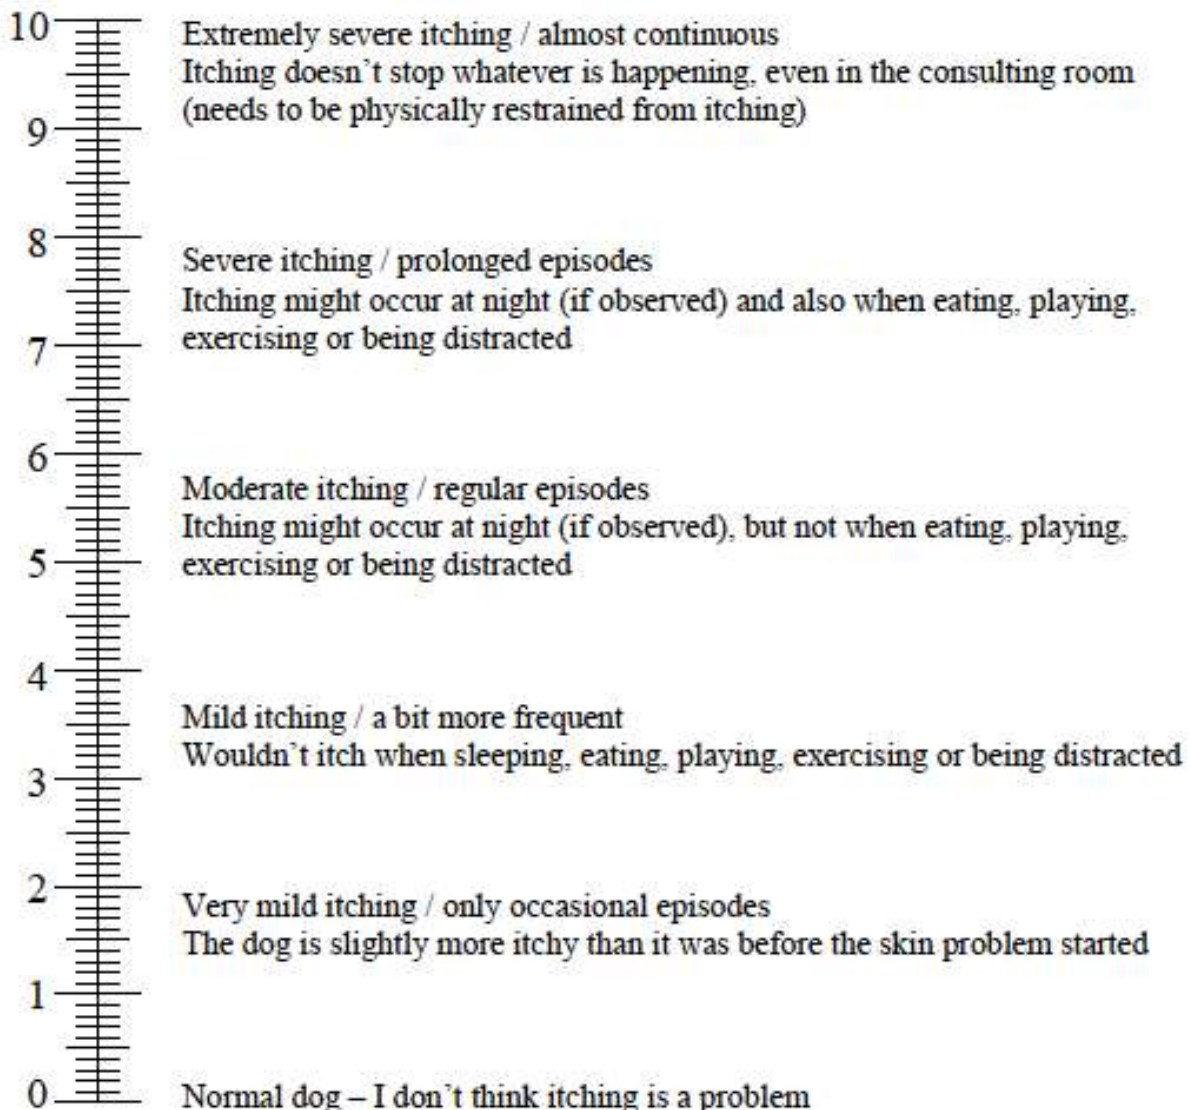 10
Extremely severe itching / almost continuous
Itching doesn't stop whatever is happening, even in the consulting room
(needs to be physically restrained from itching)
9
8
Severe itching / prolonged episodes
Itching might occur at night (if observed) and also when eating, playing,
exercising or being distracted
7
6
Moderate itching / regular episodes
Itching might occur at night (if observed), but not when eating, playing,
exercising or being distracted
5
4
Mild itching / a bit more frequent
Wouldn't itch when sleeping, eating, playing, exercising or being distracted
3
2
Very mild itching / only occasional episodes
The dog is slightly more itchy than it was before the skin problem started
1
0
Normal dog – I don't think itching is a problem